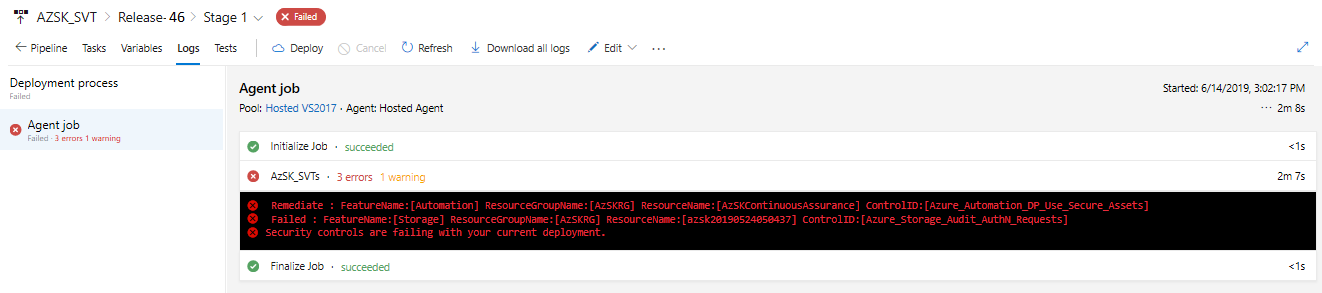 AZSK_SVT > Release- 46 > Stage 1 Failed
← Pipeline Tasks Variables Logs Tests Deploy Cancel Refresh Download all logs Edit ...
Deployment process
Failed
Agent job
Failed · 3 errors 1 warning
Agent job
Started: 6/14/2019, 3:02:17 PM
Pool: Hosted VS2017 · Agent: Hosted Agent
... 2m 8s
Initialize Job · succeeded <1s
AzSK_SVTs · 3 errors 1 warning 2m 7s
Remediate : FeatureName:[Automation] ResourceGroupName:[AzSKRG] ResourceName:[AzSKContinuousAssurance] ControlID:[Azure_Automation_DP_Use_Secure_Assets]
Failed : FeatureName:[Storage] ResourceGroupName:[AzSKRG] ResourceName:[azsk20190524050437] ControlID:[Azure_Storage_Audit_AuthN_Requests]
Security controls are failing with your current deployment.
Finalize Job · succeeded <1s